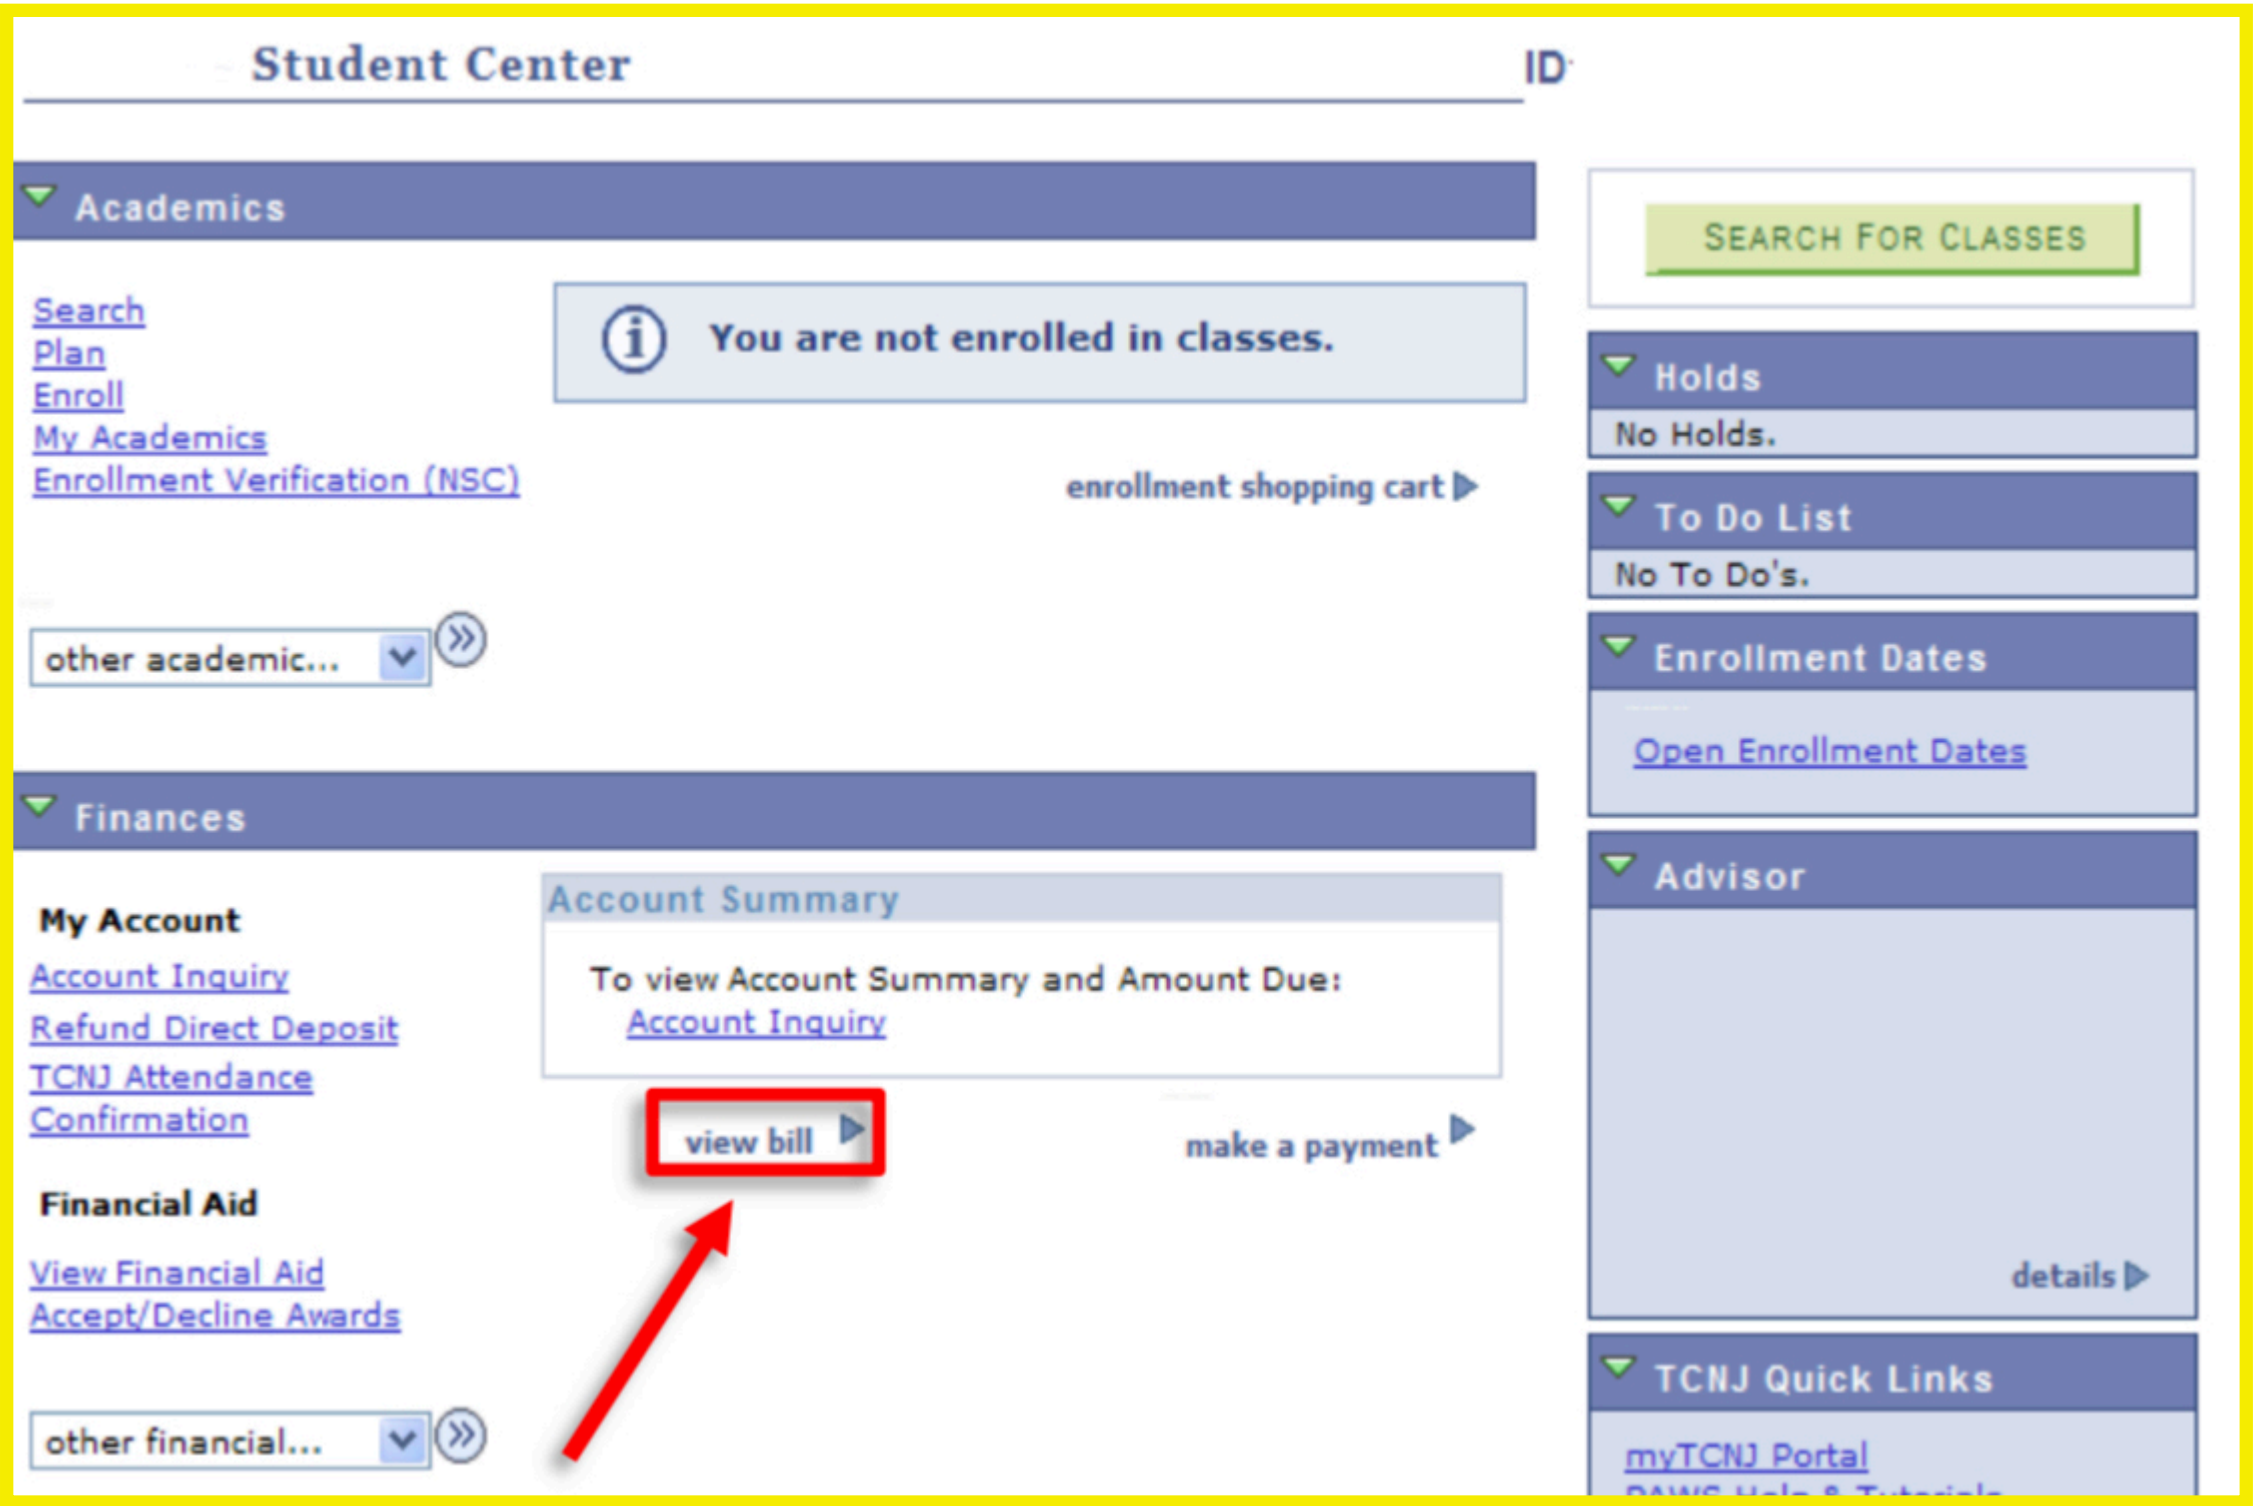 Student Center
ID
Academics
Search
Plan
Enroll
My Academics
Enrollment Verification (NSC)
You are not enrolled in classes.
enrollment shopping cart
other academic...
Finances
My Account
Account Inquiry
Refund Direct Deposit
TCNJ Attendance
Confirmation
Financial Aid
View Financial Aid
Accept/Decline Awards
other financial...
Account Summary
To view Account Summary and Amount Due:
Account Inquiry
view bill
make a payment
SEARCH FOR CLASSES
Holds
No Holds.
To Do List
No To Do's.
Enrollment Dates
Open Enrollment Dates
Advisor
details
TCNJ Quick Links
myTCNJ Portal
PAWS Help & Tutorials